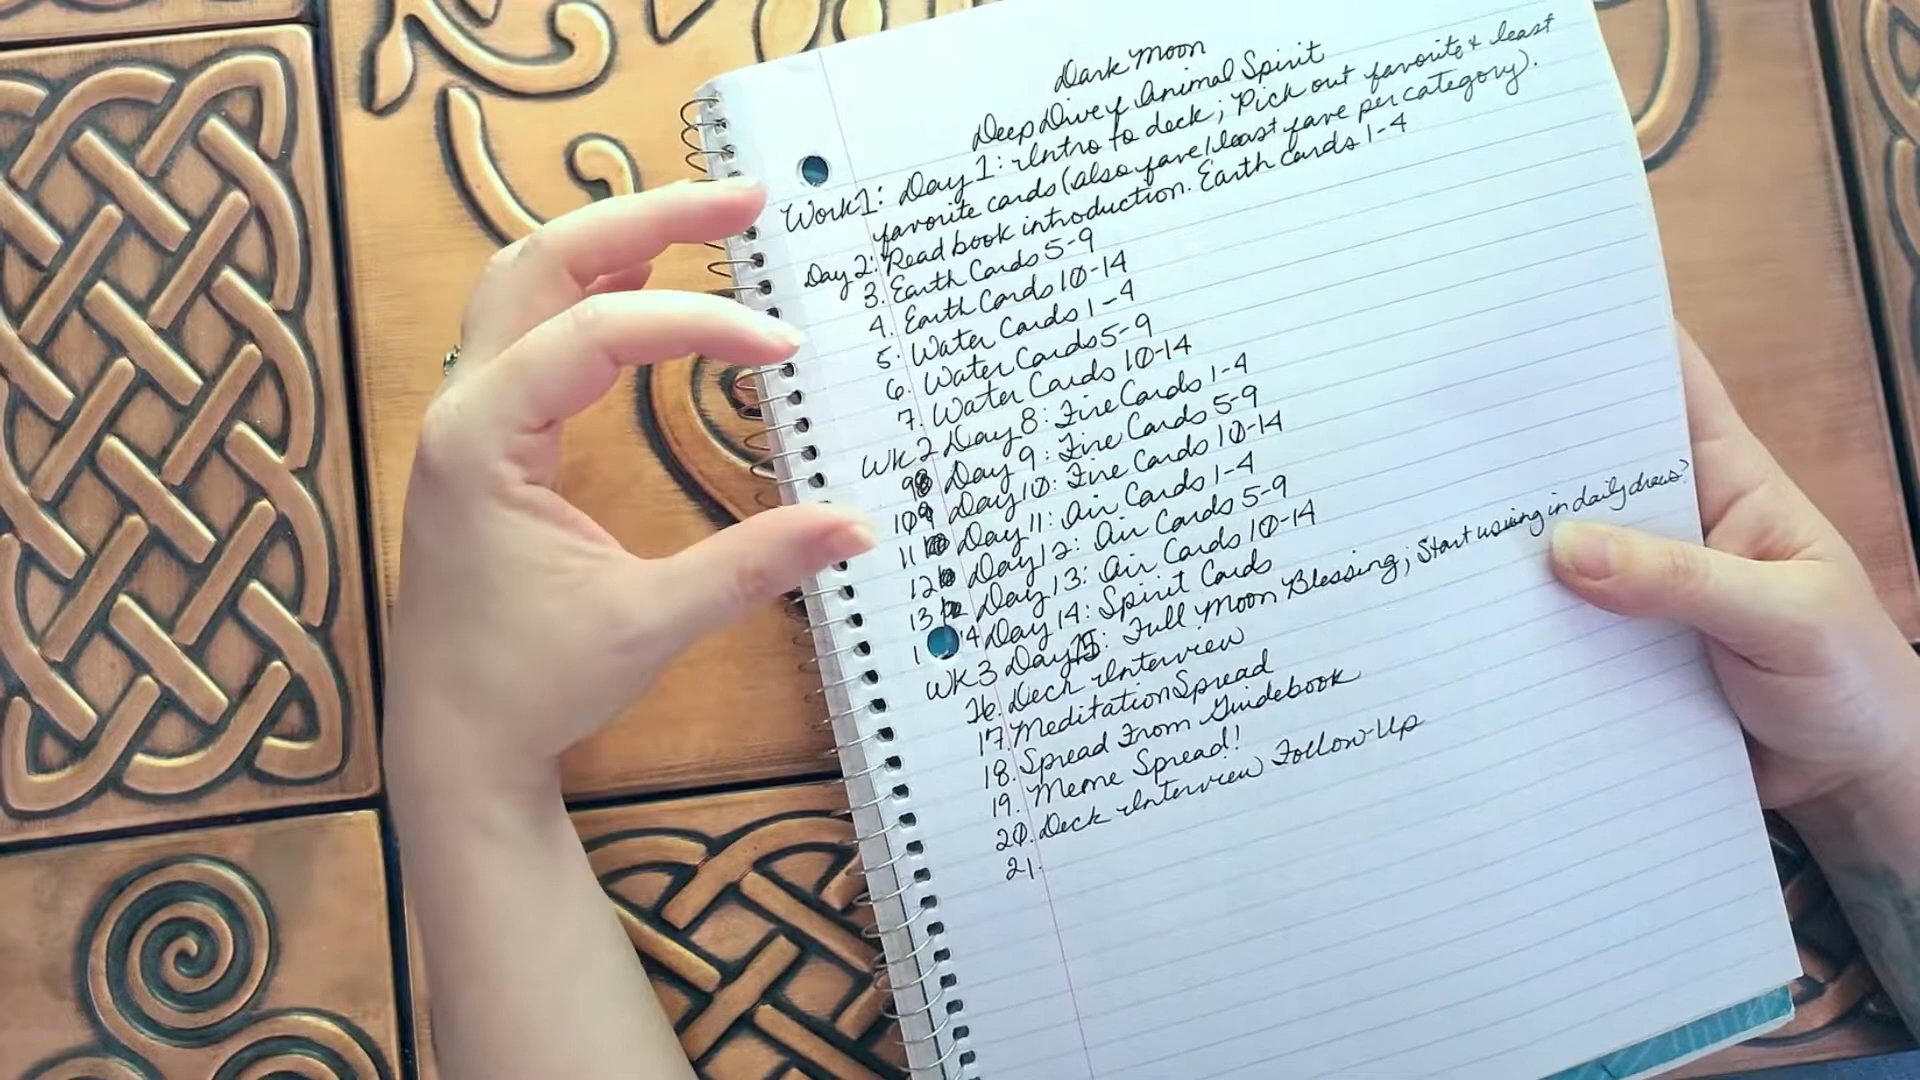 Dark Moon
Deep Dive of Animal Spirit
Week 1: Day 1: Intro to deck; Pick out favorite & least
favorite cards (also fave/least fave per category).
Day 2: Read book introduction. Earth cards 1-4
3. Earth Cards 5-9
4. Earth Cards 10-14
5. Water Cards 1-4
6. Water Cards 5-9
7. Water Cards 10-14
Wk 2 Day 8: Fire Cards 1-4
9 Day 9: Fire Cards 5-9
10 Day 10: Fire Cards 10-14
11 Day 11: Air Cards 1-4
12 Day 12: Air Cards 5-9
13 Day 13: Air Cards 10-14
14 Day 14: Spirit Cards
Wk 3 Day 15: Full Moon Blessing; Start using in daily draws?
16. Deck Interview
17. Meditation Spread
18. Spread From Guidebook
19. Meme Spread!
20. Deck Interview Follow-Up
21.